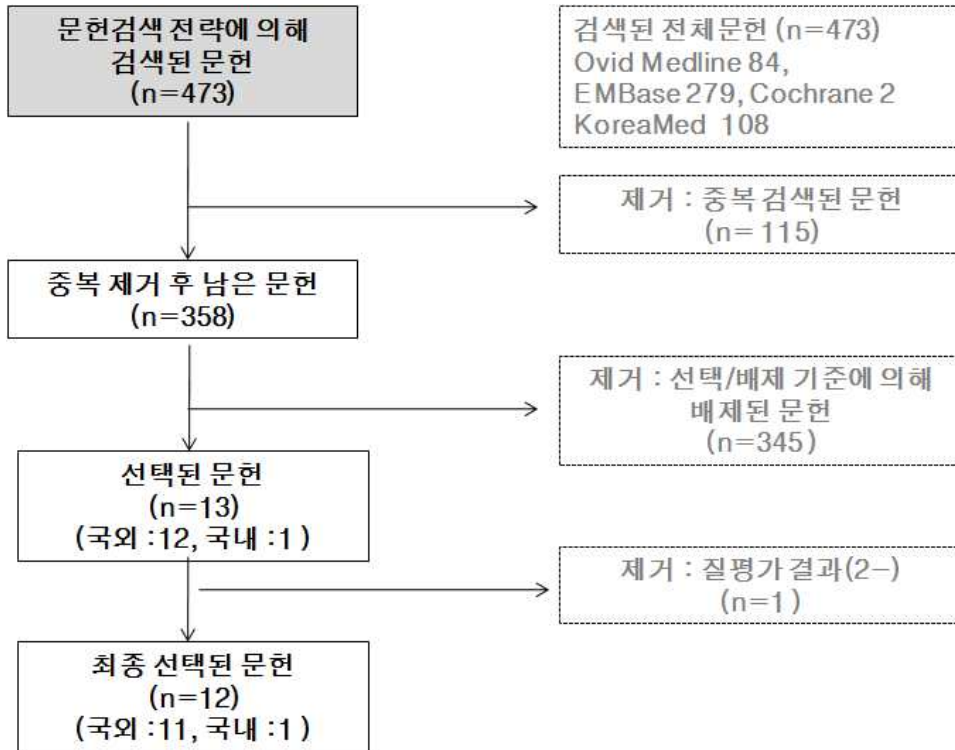 문헌검색 전략에 의해
검색된 문헌
(n=473)
검색된 전체문헌 (n=473)
Ovid Medline 84,
EMBase 279, Cochrane 2
KoreaMed 108
제거 : 중복 검색된 문헌
(n= 115)
중복 제거 후 남은 문헌
(n=358)
제거 : 선택/배제 기준에 의해
배제된 문헌
(n=345)
선택된 문헌
(n=13)
(국외 :12, 국내 :1 )
제거 : 질평가 결과(2-)
(n=1 )
최종 선택된 문헌
(n=12)
(국외 :11, 국내 :1 )